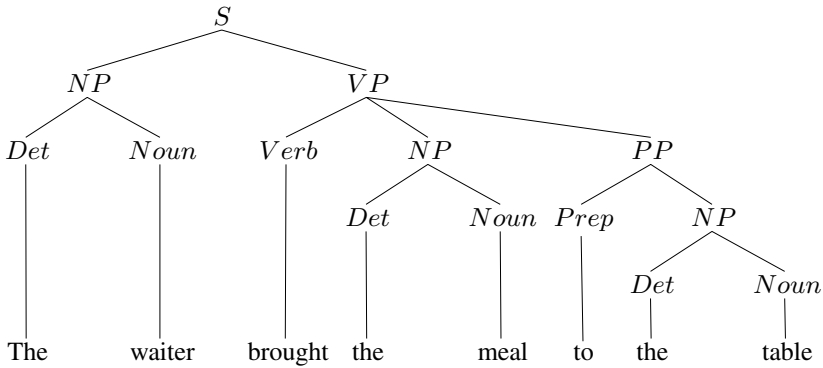 S
NP VP
Det Noun Verb NP PP
Det Noun Prep NP
Det Noun
The waiter brought the meal to the table